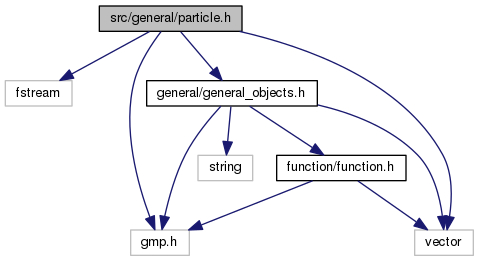 src/general/particle.h
fstream
general/general_objects.h
string
function/function.h
gmp.h
vector